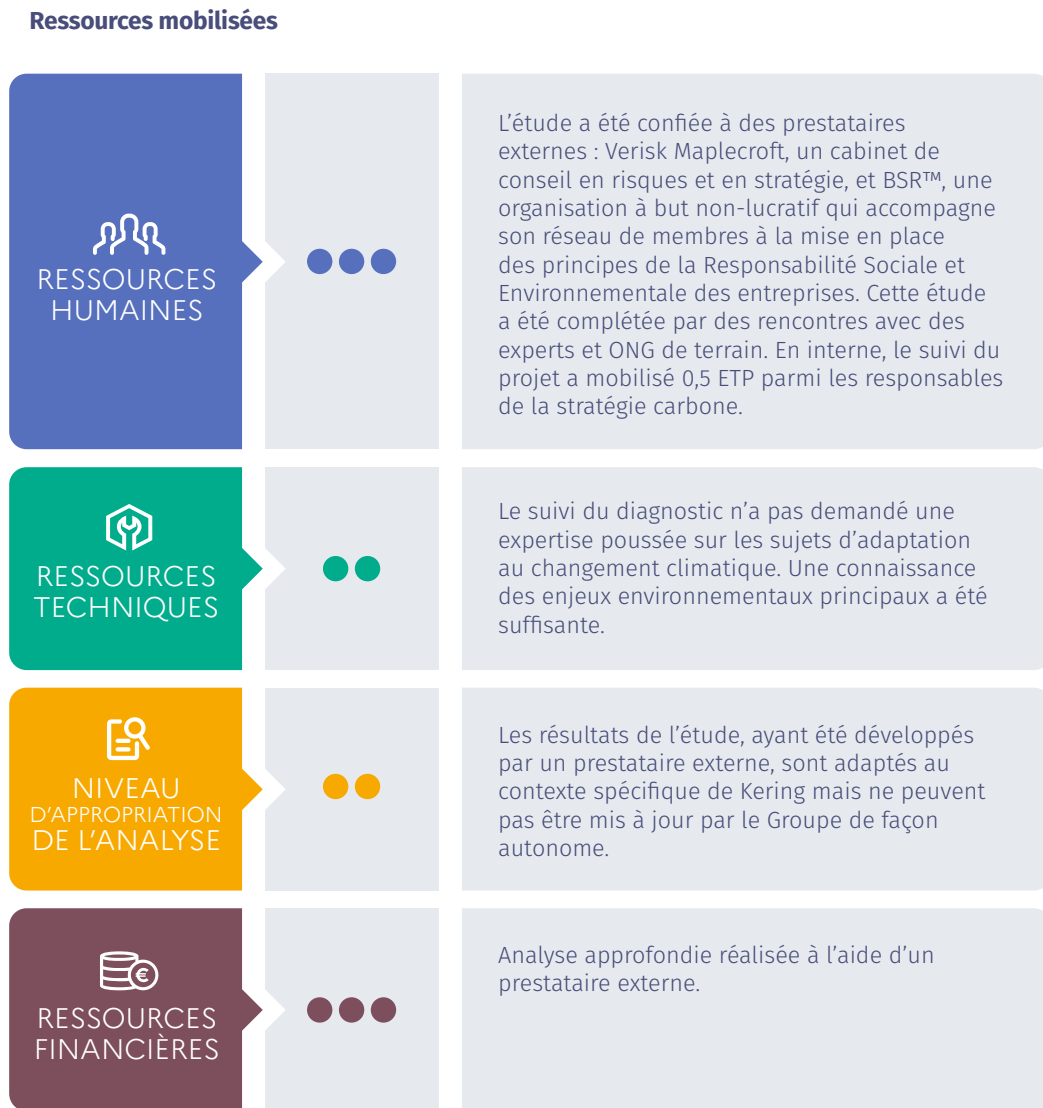 Ressources mobilisées
RESSOURCES
HUMAINES
L’étude a été confiée à des prestataires
externes : Verisk Maplecroft, un cabinet de
conseil en risques et en stratégie, et BSR™, une
organisation à but non-lucratif qui accompagne
son réseau de membres à la mise en place
des principes de la Responsabilité Sociale et
Environnementale des entreprises. Cette étude
a été complétée par des rencontres avec des
experts et ONG de terrain. En interne, le suivi du
projet a mobilisé 0,5 ETP parmi les responsables
de la stratégie carbone.
RESSOURCES
TECHNIQUES
Le suivi du diagnostic n’a pas demandé une
expertise poussée sur les sujets d’adaptation
au changement climatique. Une connaissance
des enjeux environnementaux principaux a été
suffisante.
NIVEAU
D’APPROPRIATION
DE L’ANALYSE
Les résultats de l’étude, ayant été développés
par un prestataire externe, sont adaptés au
contexte spécifique de Kering mais ne peuvent
pas être mis à jour par le Groupe de façon
autonome.
€
RESSOURCES
FINANCIÈRES
Analyse approfondie réalisée à l’aide d’un
prestataire externe.